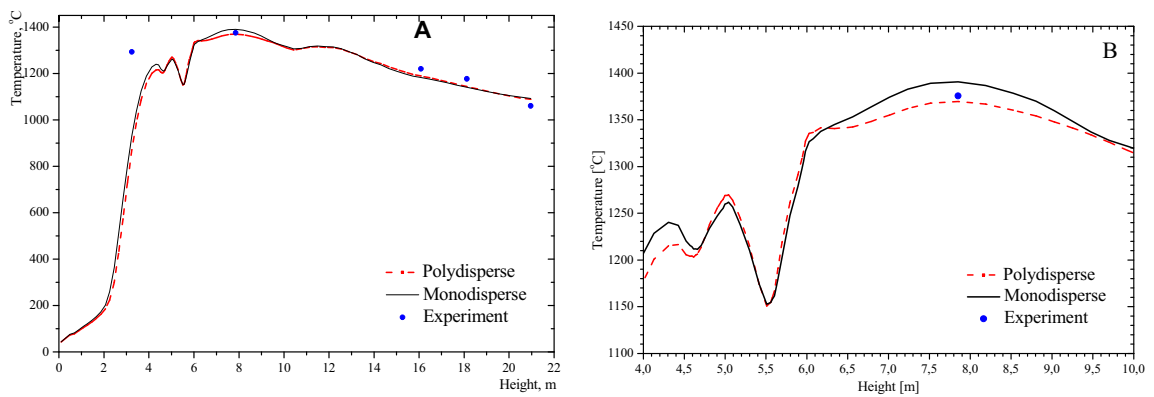 Temperature, °C
1400
1200
1000
800
600
400
200
0
A
Polydisperse
Monodisperse
Experiment
0 2 4 6 8 10 12 14 16 18 20 22
Height, m
Temperature [°C]
1450
1400
1350
1300
1250
1200
1150
1100
B
Polydisperse
Monodisperse
Experiment
4,0 4,5 5,0 5,5 6,0 6,5 7,0 7,5 8,0 8,5 9,0 9,5 10,0
Height [m]